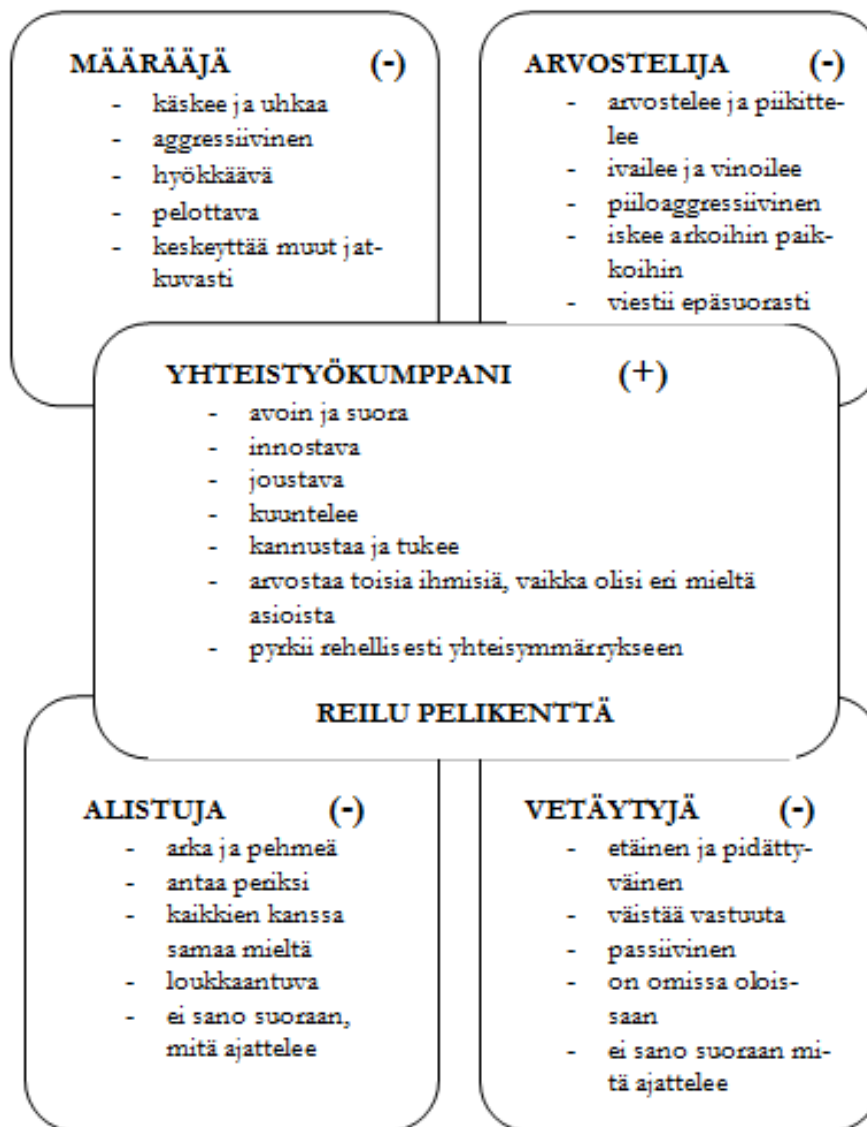 MÄÄRÄÄJÄ (-)
- käskee ja uhkaa
- aggressiivinen
- hyökkäävä
- pelottava
- keskeyttää muut jat-
kuvasti
ARVOSTELIJA (-)
- arvostelee ja piikitte-
lee
- ivailee ja vinoilee
- piiloaggressiivinen
- iskee arkoihin paik-
koihin
- viestii epäsuorasti
YHTEISTYÖKUMPPANI (+)
- avoin ja suora
- innostava
- joustava
- kuuntelee
- kannustaa ja tukee
- arvostaa toisia ihmisiä, vaikka olisi eri mieltä
asioista
- pyrkii rehellisesti yhteisymmärrykseen
REILU PELIKENTTÄ
ALISTUJA (-)
- arka ja pehmeä
- antaa periksi
- kaikkien kanssa
samaa mieltä
- loukkaantuva
- ei sano suoraan,
mitä ajattelee
VETÄYTYJÄ (-)
- etäinen ja pidätty-
väinen
- väistää vastuuta
- passiivinen
- on omissa olois-
saan
- ei sano suoraan mi-
tä ajattelee